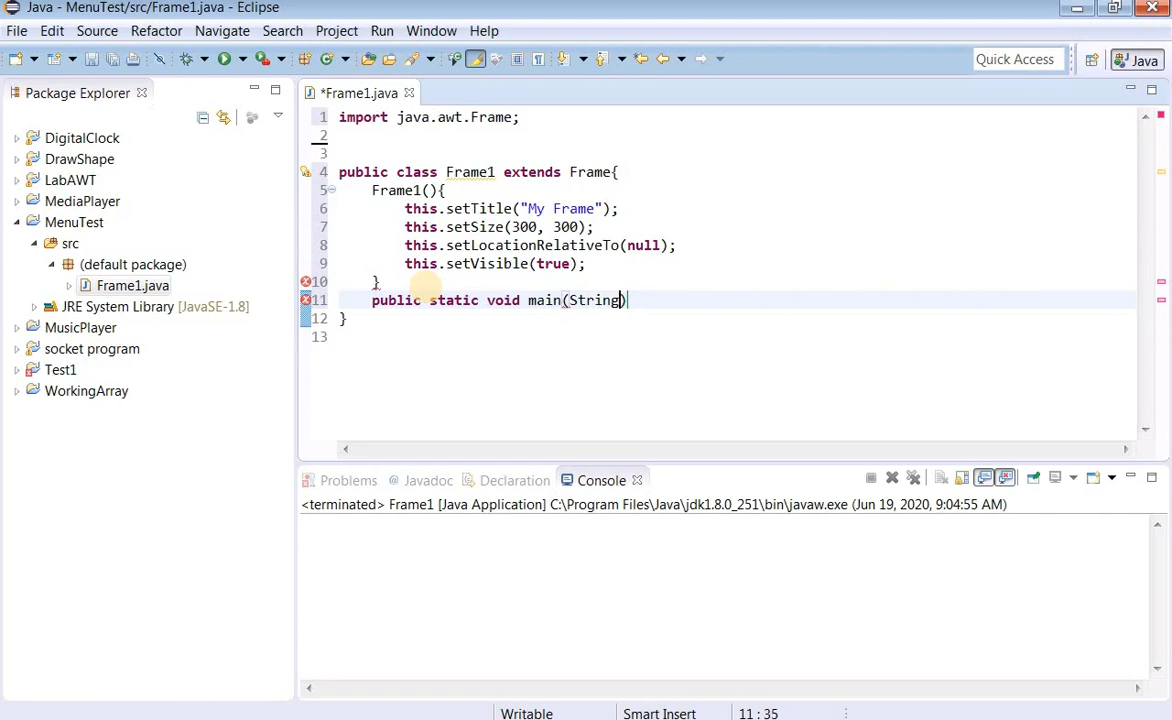 Java - MenuTest/src/Frame1.java - Eclipse
File Edit Source Refactor Navigate Search Project Run Window Help
Quick Access Java
Package Explorer
DigitalClock
DrawShape
LabAWT
MediaPlayer
MenuTest
src
(default package)
Frame1.java
JRE System Library [JavaSE-1.8]
MusicPlayer
socket program
Test1
WorkingArray
*Frame1.java
1 import java.awt.Frame;
2
3
4 public class Frame1 extends Frame{
5 Frame1(){
6 this.setTitle("My Frame");
7 this.setSize(300, 300);
8 this.setLocationRelativeTo(null);
9 this.setVisible(true);
10 }
11 public static void main(String)
12 }
13
Problems @ Javadoc Declaration Console
<terminated> Frame1 [Java Application] C:\Program Files\Java\jdk1.8.0_251\bin\javaw.exe (Jun 19, 2020, 9:04:55 AM)
Writable Smart Insert 11 : 35